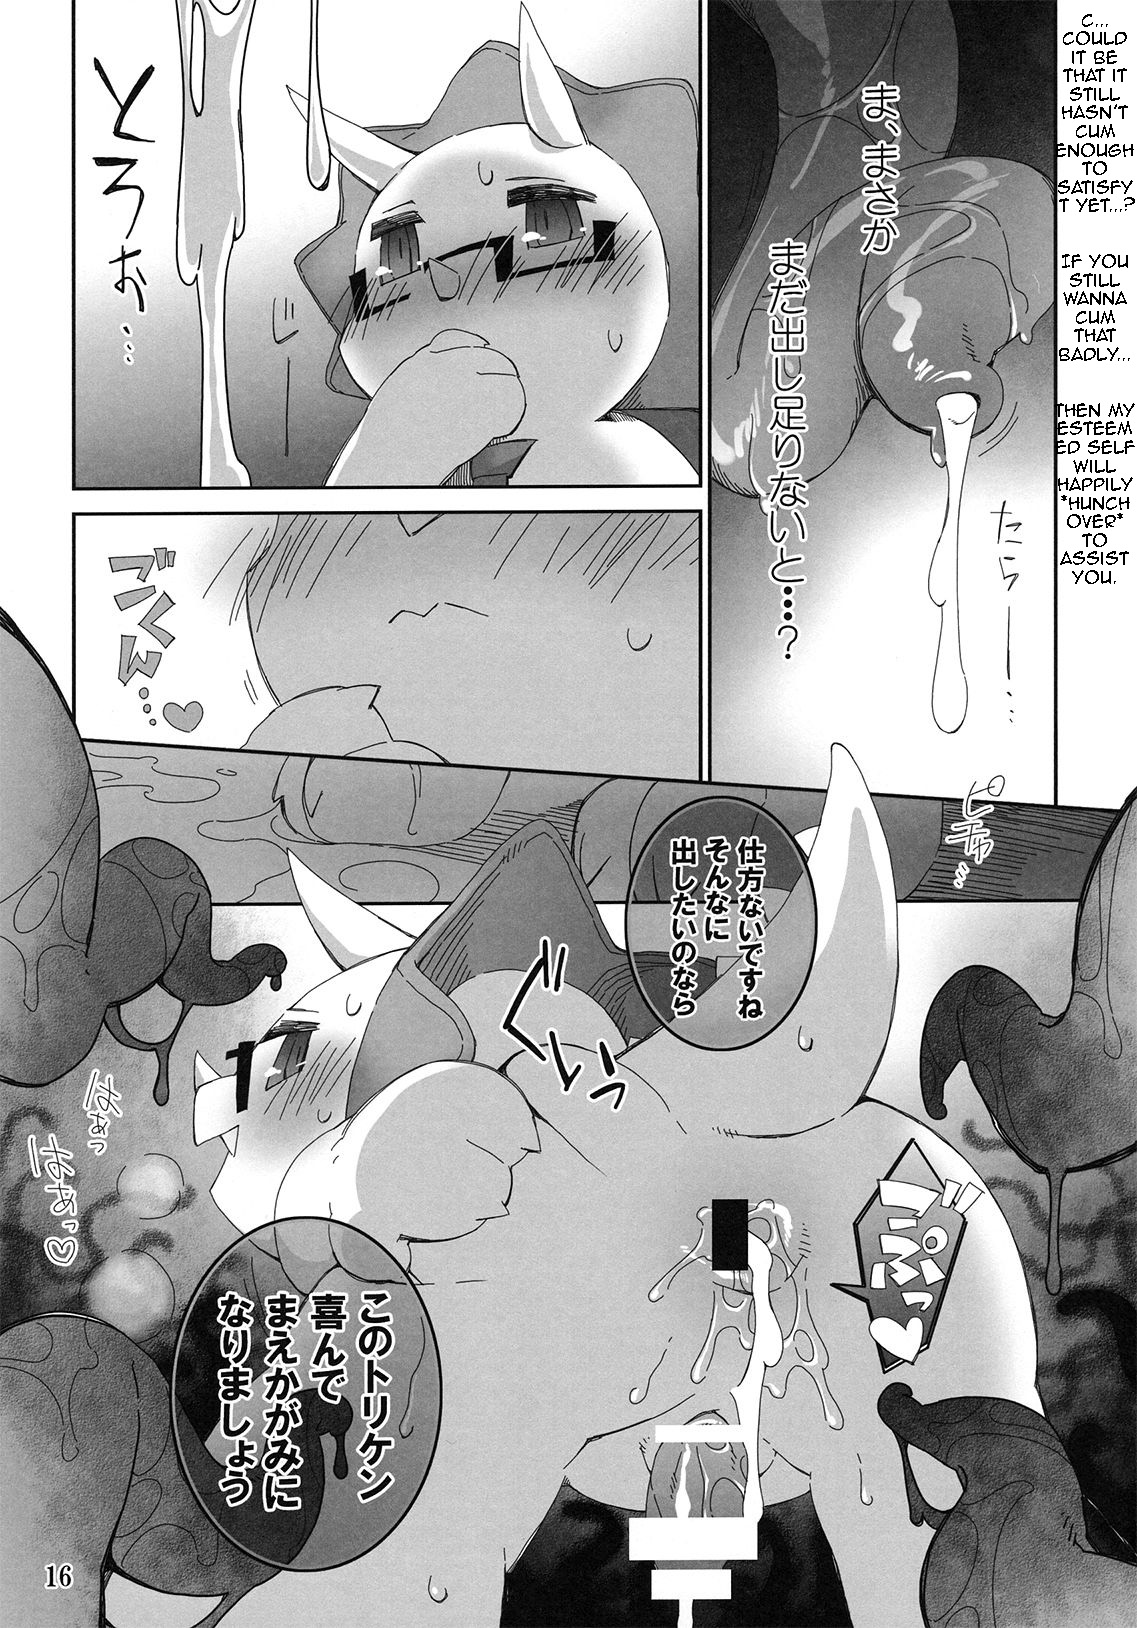 C...
COULD
IT BE
THAT IT
STILL
HASN'T
CUM
ENOUGH
TO
SATISFY
T YET...?
IF YOU
STILL
WANNA
CUM
THAT
BADLY...
THEN MY
ESTEEM
ED SELF
WILL
HAPPILY
*HUNCH
OVER*
TO
ASSIST
YOU.
ま、まさか
まだ出し足りないと…?
たらー…
とろぉ…
じ
ごくん…♡
ピチゅ…
仕方ないですね
そんなに
出したいのなら
ぐいっ
はぁっ
はぁっ♡
こぷっ♡
このトリケン
喜んで
まえかがみに
なりましょう
16